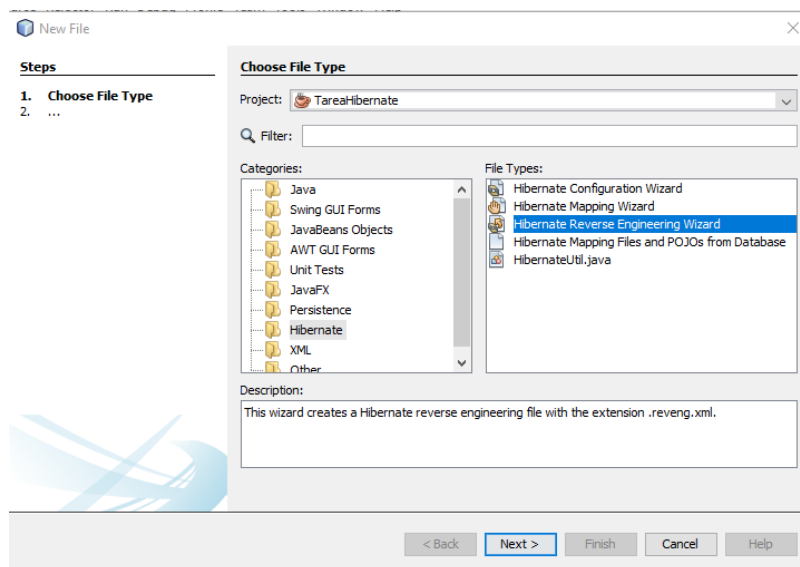 New File
Steps
1. Choose File Type
2. ...
Choose File Type
Project: TareaHibernate
Filter:
Categories:
Java
Swing GUI Forms
JavaBeans Objects
AWT GUI Forms
Unit Tests
JavaFX
Persistence
Hibernate
XML
Other
File Types:
Hibernate Configuration Wizard
Hibernate Mapping Wizard
Hibernate Reverse Engineering Wizard
Hibernate Mapping Files and POJOs from Database
HibernateUtil.java
Description:
This wizard creates a Hibernate reverse engineering file with the extension .reveng.xml.
< Back Next > Finish Cancel Help